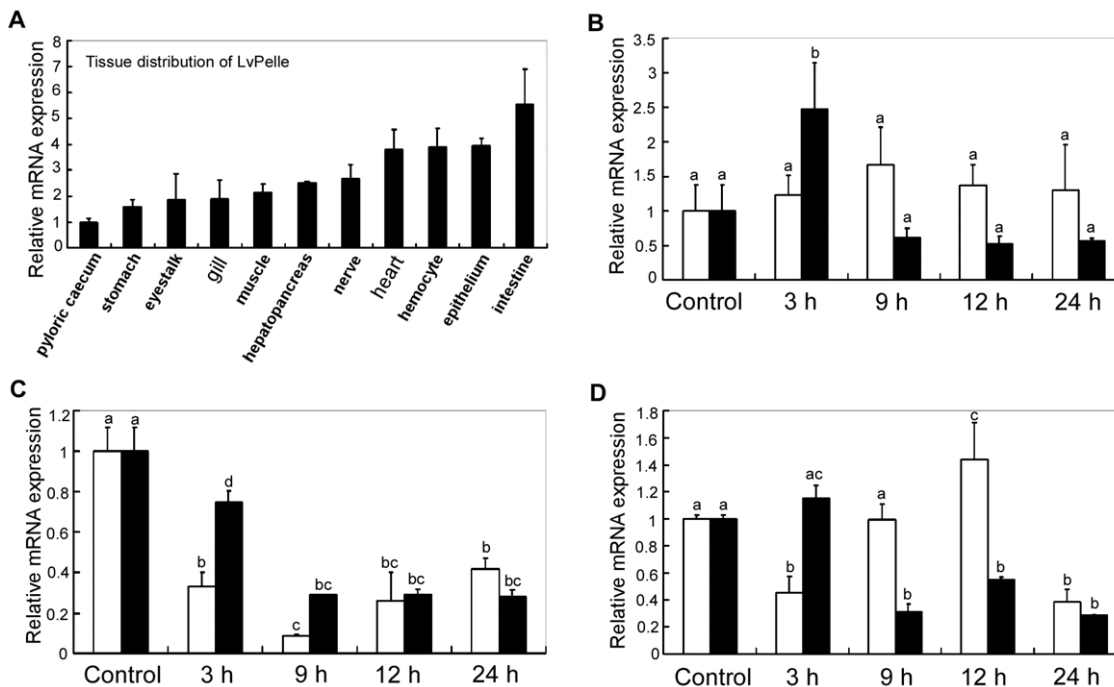 A
Relative mRNA expression
8
7
6
5
4
3
2
1
0
Tissue distribution of LvPelle
pyloric caecum
stomach
eyestalk
gill
muscle
hepatopancreas
nerve
heart
hemocyte
epithelium
intestine
B
Relative mRNA expression
3.5
3
2.5
2
1.5
1
0.5
0
a a a b a a a a a a
Control 3 h 9 h 12 h 24 h
C
Relative mRNA expression
1.2
1
0.8
0.6
0.4
0.2
0
a a b d c bc bc bc b bc
Control 3 h 9 h 12 h 24 h
D
Relative mRNA expression
1.8
1.6
1.4
1.2
1
0.8
0.6
0.4
0.2
0
a a b ac a b c b b b
Control 3 h 9 h 12 h 24 h